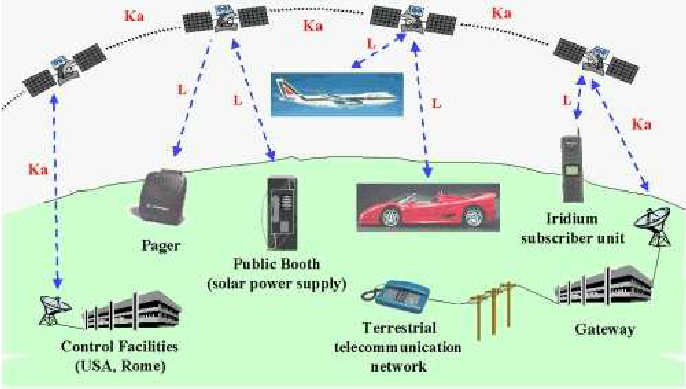 Ka
Ka
Ka
L
L
L
L
L
Ka
Ka
Pager
Public Booth
(solar power supply)
Iridium
subscriber unit
Control Facilities
(USA, Rome)
Terrestrial
telecommunication
network
Gateway